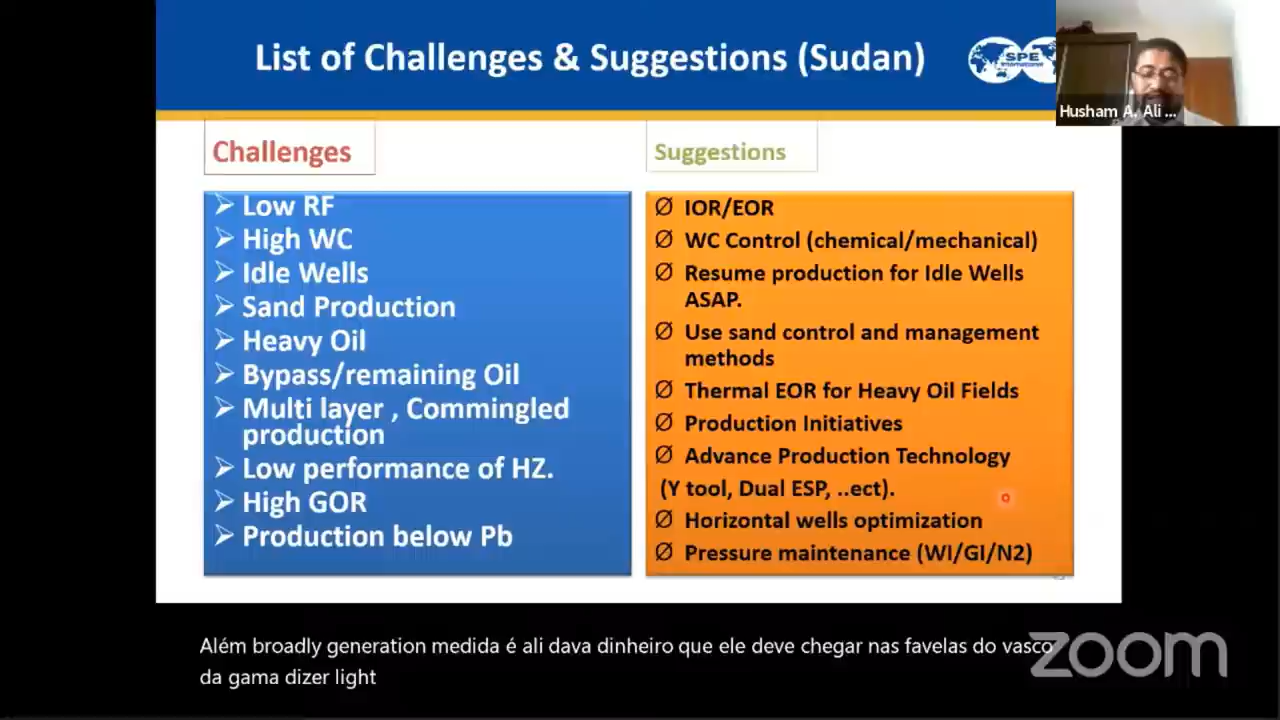 List of Challenges & Suggestions (Sudan)
SPE
International
Husham A. Ali ...
Challenges
Low RF
High WC
Idle Wells
Sand Production
Heavy Oil
Bypass/remaining Oil
Multi layer , Commingled
production
Low performance of HZ.
High GOR
Production below Pb
Suggestions
IOR/EOR
WC Control (chemical/mechanical)
Resume production for Idle Wells
ASAP.
Use sand control and management
methods
Thermal EOR for Heavy Oil Fields
Production Initiatives
Advance Production Technology
(Y tool, Dual ESP, ..ect).
Horizontal wells optimization
Pressure maintenance (WI/GI/N2)
Além broadly generation medida é ali dava dinheiro que ele deve chegar nas favelas do vasco
da gama dizer light
zoom